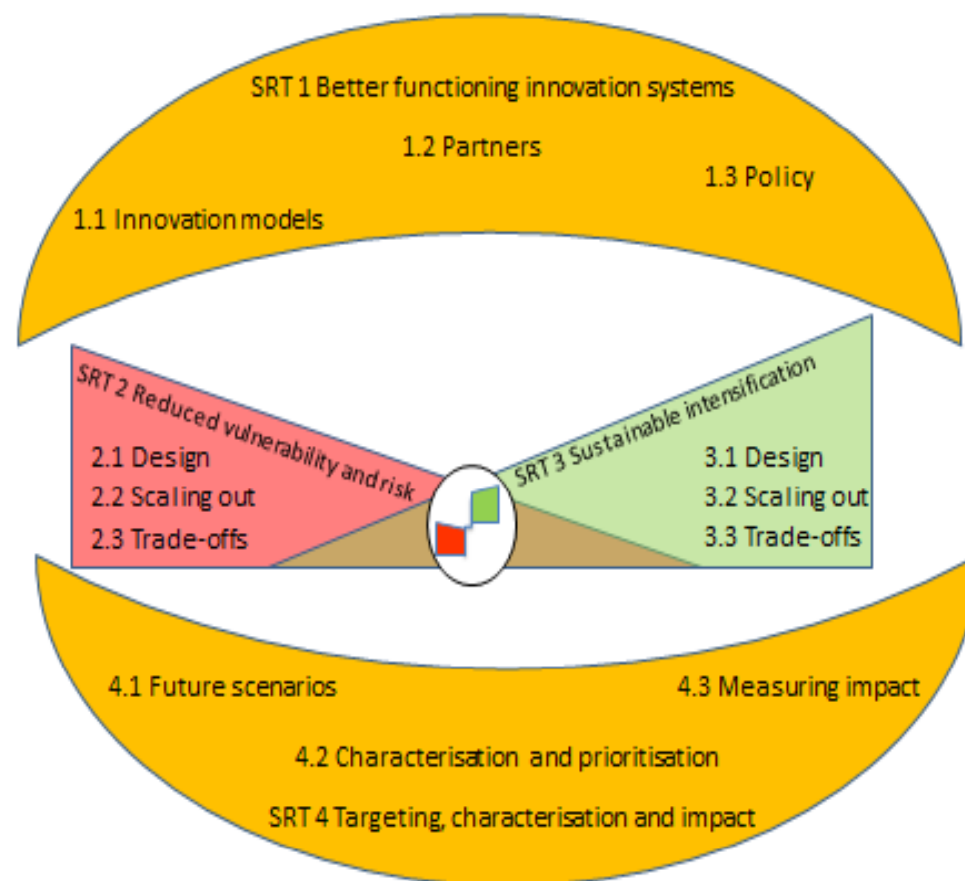 SRT 1 Better functioning innovation systems
1.2 Partners
1.3 Policy
1.1 Innovation models
SRT 2 Reduced vulnerability and risk
2.1 Design
2.2 Scaling out
2.3 Trade-offs
SRT 3 Sustainable intensification
3.1 Design
3.2 Scaling out
3.3 Trade-offs
4.1 Future scenarios
4.3 Measuring impact
4.2 Characterisation and prioritisation
SRT 4 Targeting, characterisation and impact